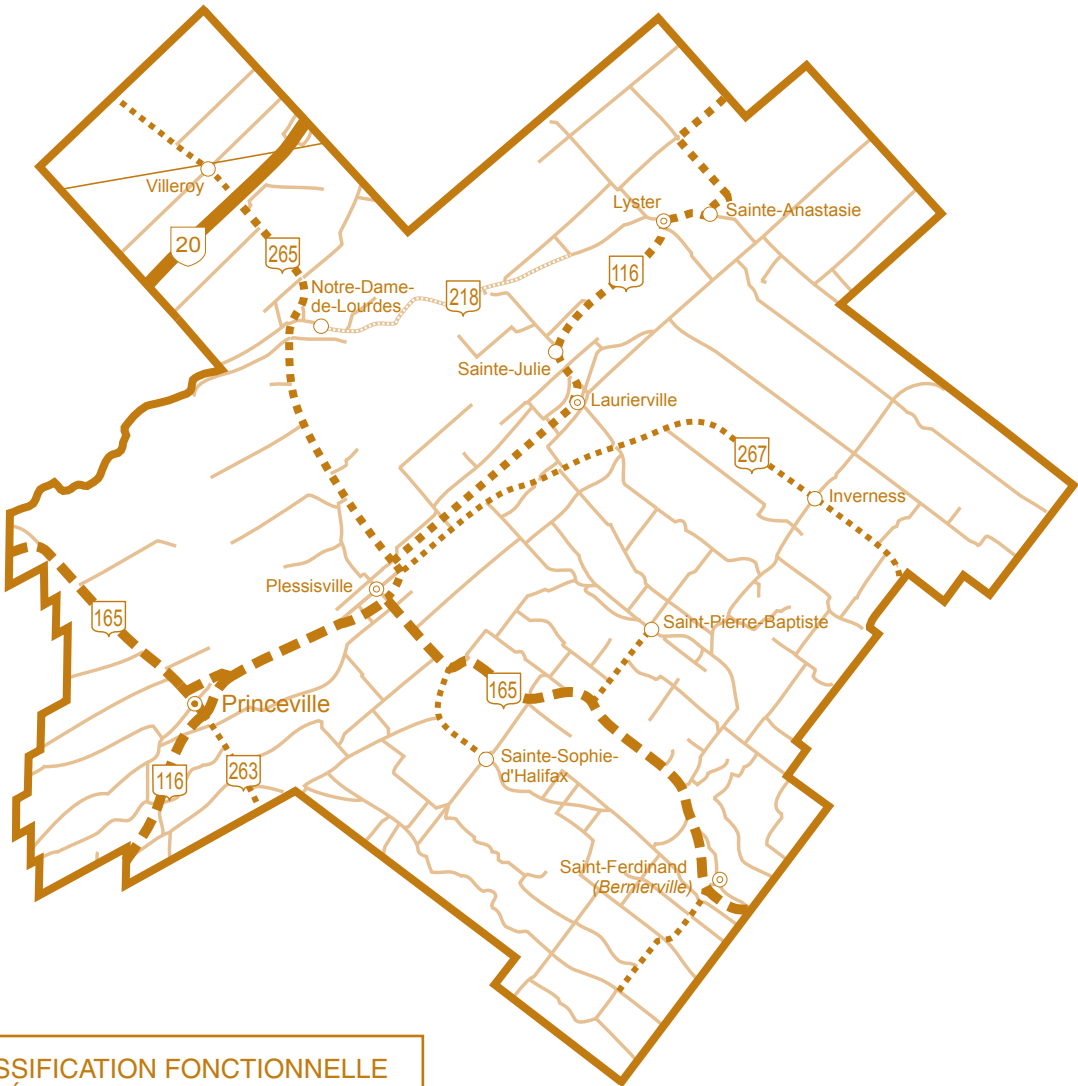 Villeroy
20
265
Lyster
Sainte-Anastasie
116
Notre-Dame-
de-Lourdes
218
Sainte-Julie
Laurierville
267
Inverness
Plessisville
165
Saint-Pierre-Baptiste
165
Princeville
116
263
Sainte-Sophie-
d'Halifax
Saint-Ferdinand
(Bernierville)
SSIFICATION FONCTIONNELLE